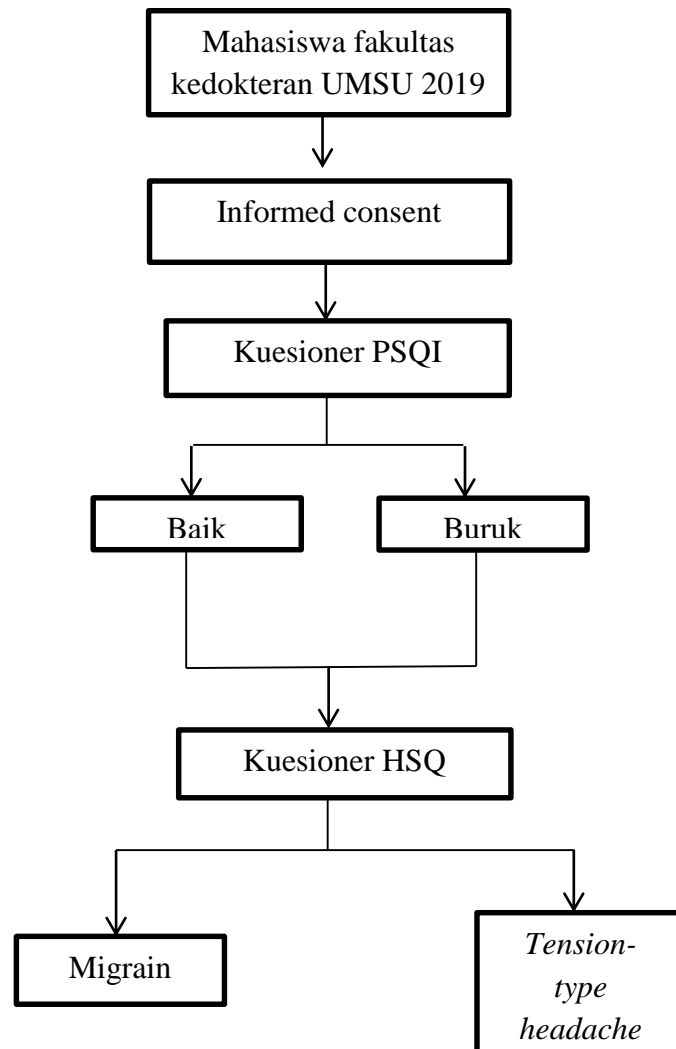 Mahasiswa fakultas
kedokteran UMSU 2019
Informed consent
Kuesioner PSQI
Baik
Buruk
Kuesioner HSQ
Migrain
Tension-
type
headache